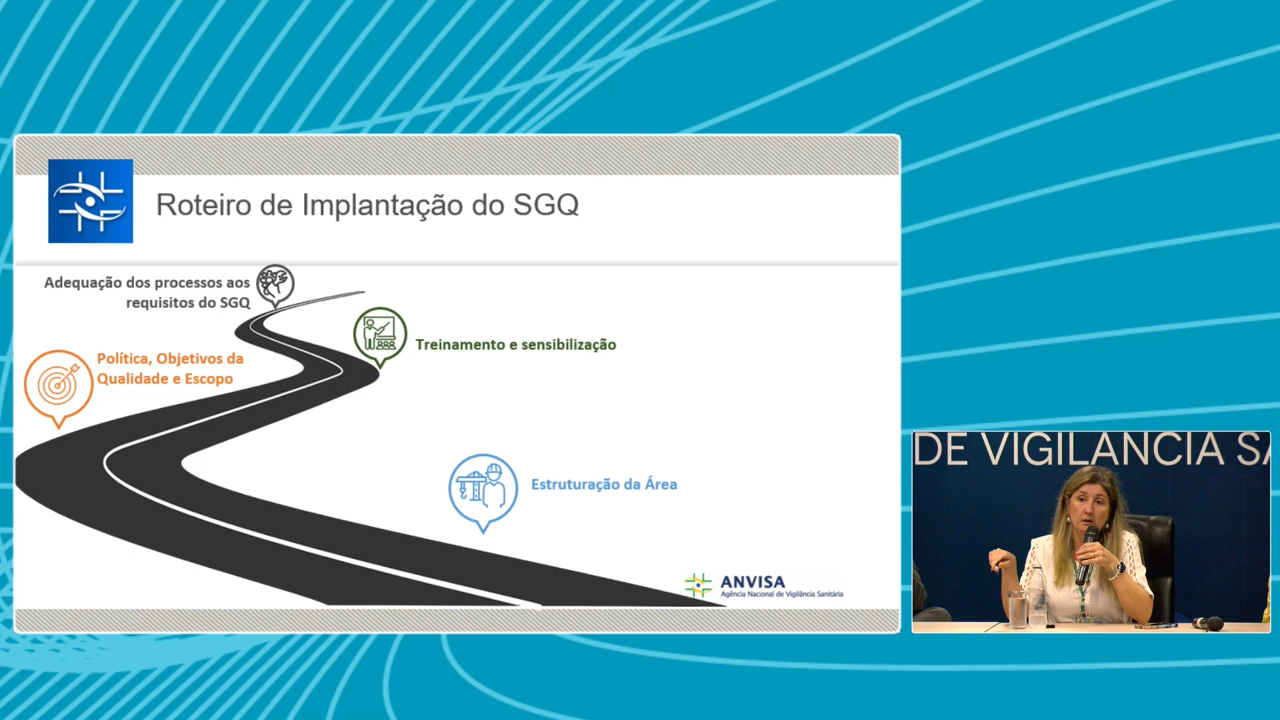 Roteiro de Implantação do SGQ
Adequação dos processos aos
requisitos do SGQ
Treinamento e sensibilização
Política, Objetivos da
Qualidade e Escopo
Estruturação da Área
ANVISA
Agência Nacional de Vigilância Sanitária
DE VIGILANCIA SA